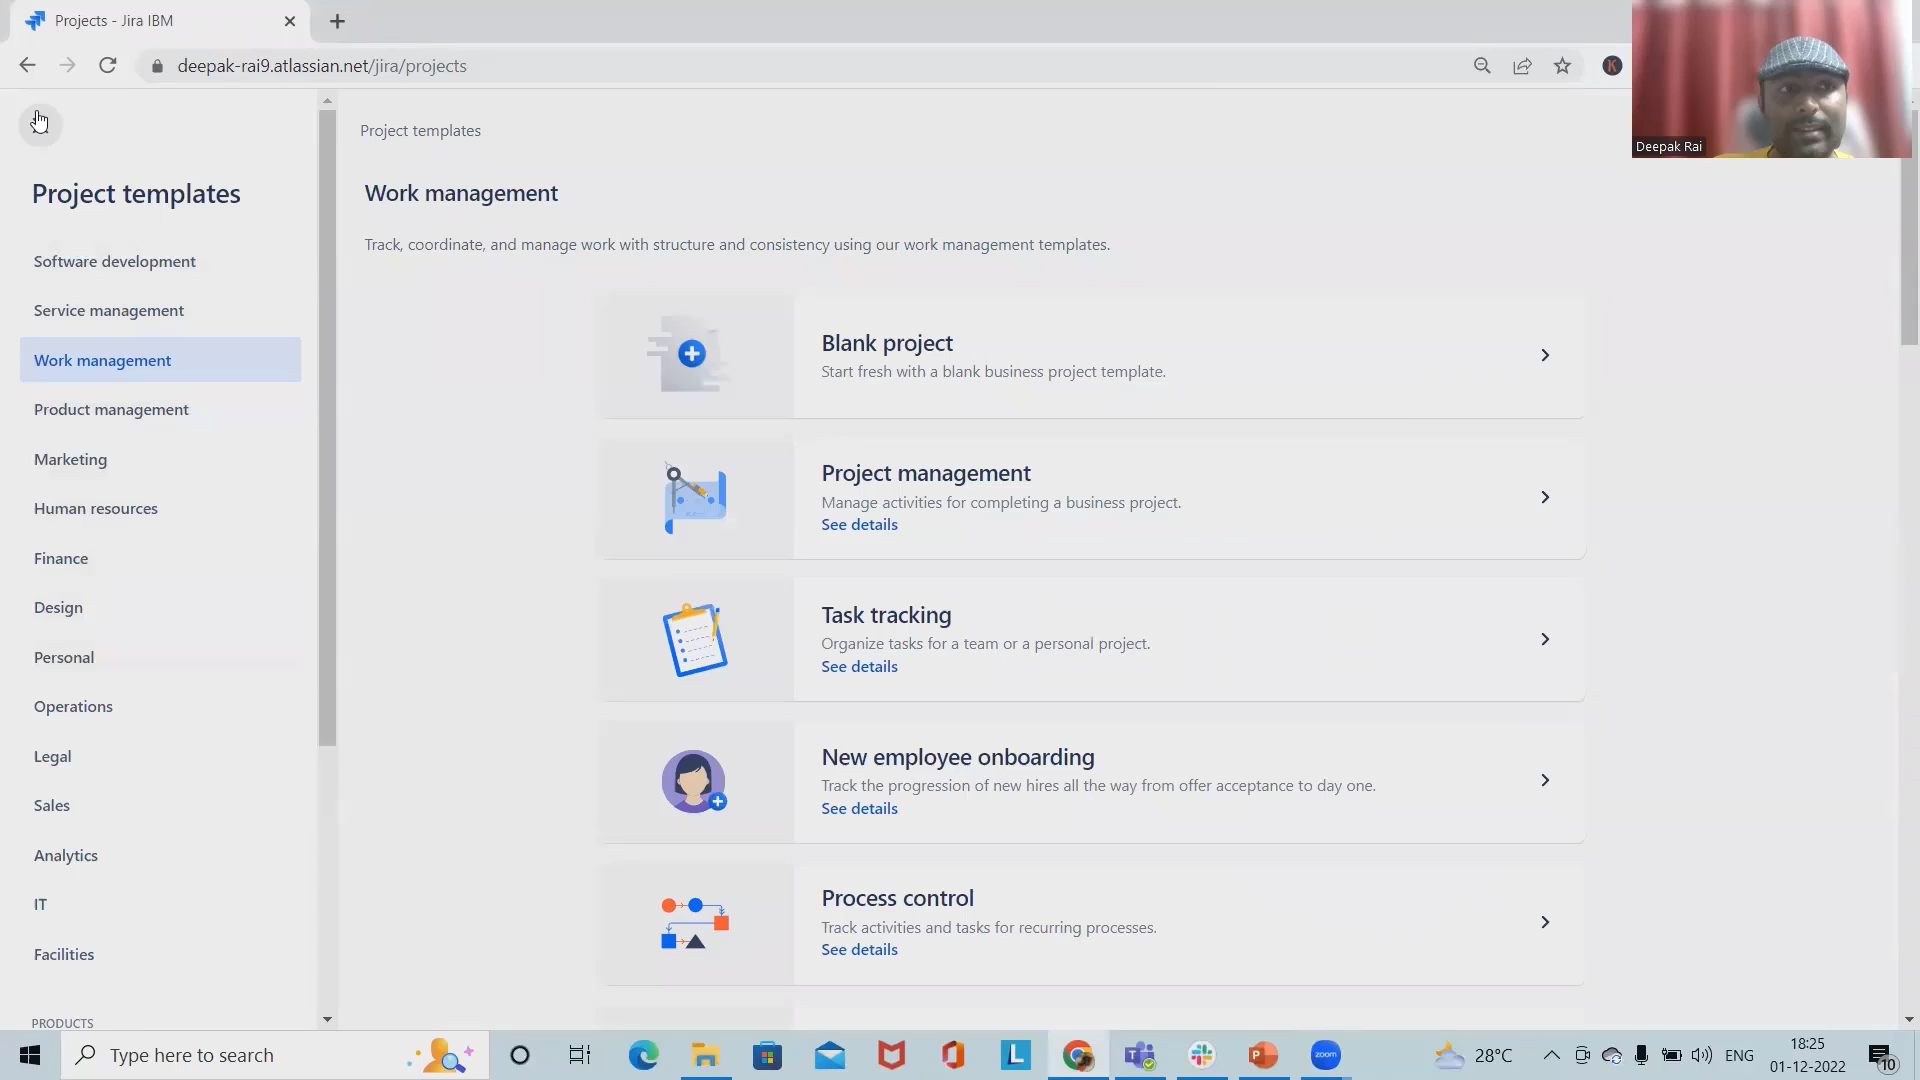 Projects - Jira IBM
deepak-rai9.atlassian.net/jira/projects
K
Deepak Rai
Project templates
Software development
Service management
Work management
Product management
Marketing
Human resources
Finance
Design
Personal
Operations
Legal
Sales
Analytics
IT
Facilities
PRODUCTS
Project templates
Work management
Track, coordinate, and manage work with structure and consistency using our work management templates.
Blank project
Start fresh with a blank business project template.
Project management
Manage activities for completing a business project.
See details
Task tracking
Organize tasks for a team or a personal project.
See details
New employee onboarding
Track the progression of new hires all the way from offer acceptance to day one.
See details
Process control
Track activities and tasks for recurring processes.
See details
Type here to search
L
zoom
28°C
ENG
18:25
01-12-2022
10